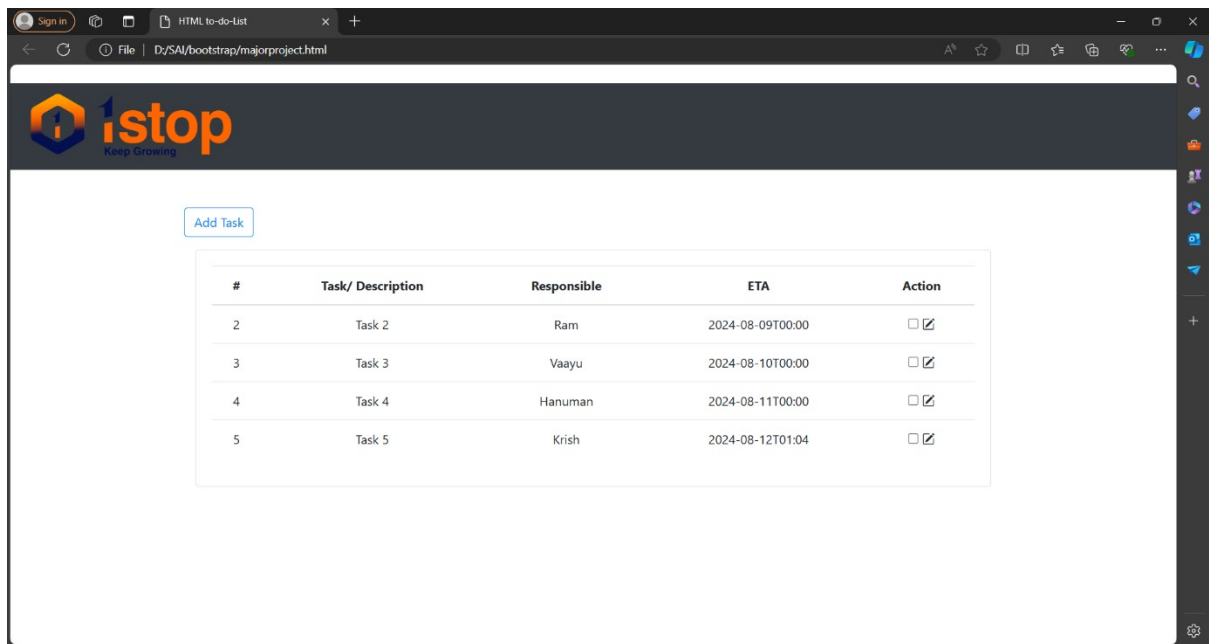 Sign in
HTML to-do-List
File | D:/SAI/bootstrap/majorproject.html
1stop
Keep Growing
Add Task
# Task/ Description Responsible ETA Action
2 Task 2 Ram 2024-08-09T00:00
3 Task 3 Vaayu 2024-08-10T00:00
4 Task 4 Hanuman 2024-08-11T00:00
5 Task 5 Krish 2024-08-12T01:04